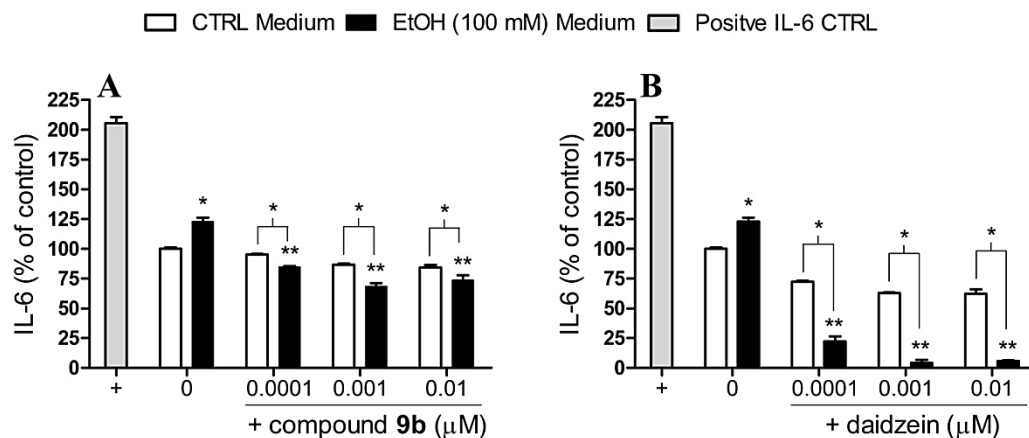 CTRL Medium EtOH (100 mM) Medium Positve IL-6 CTRL
A
IL-6 (% of control)
225
200
175
150
125
100
75
50
25
0
* * * *
** ** **
+ 0 0.0001 0.001 0.01
+ compound 9b (μM)
B
IL-6 (% of control)
225
200
175
150
125
100
75
50
25
0
* * * *
** ** **
+ 0 0.0001 0.001 0.01
+ daidzein (μM)